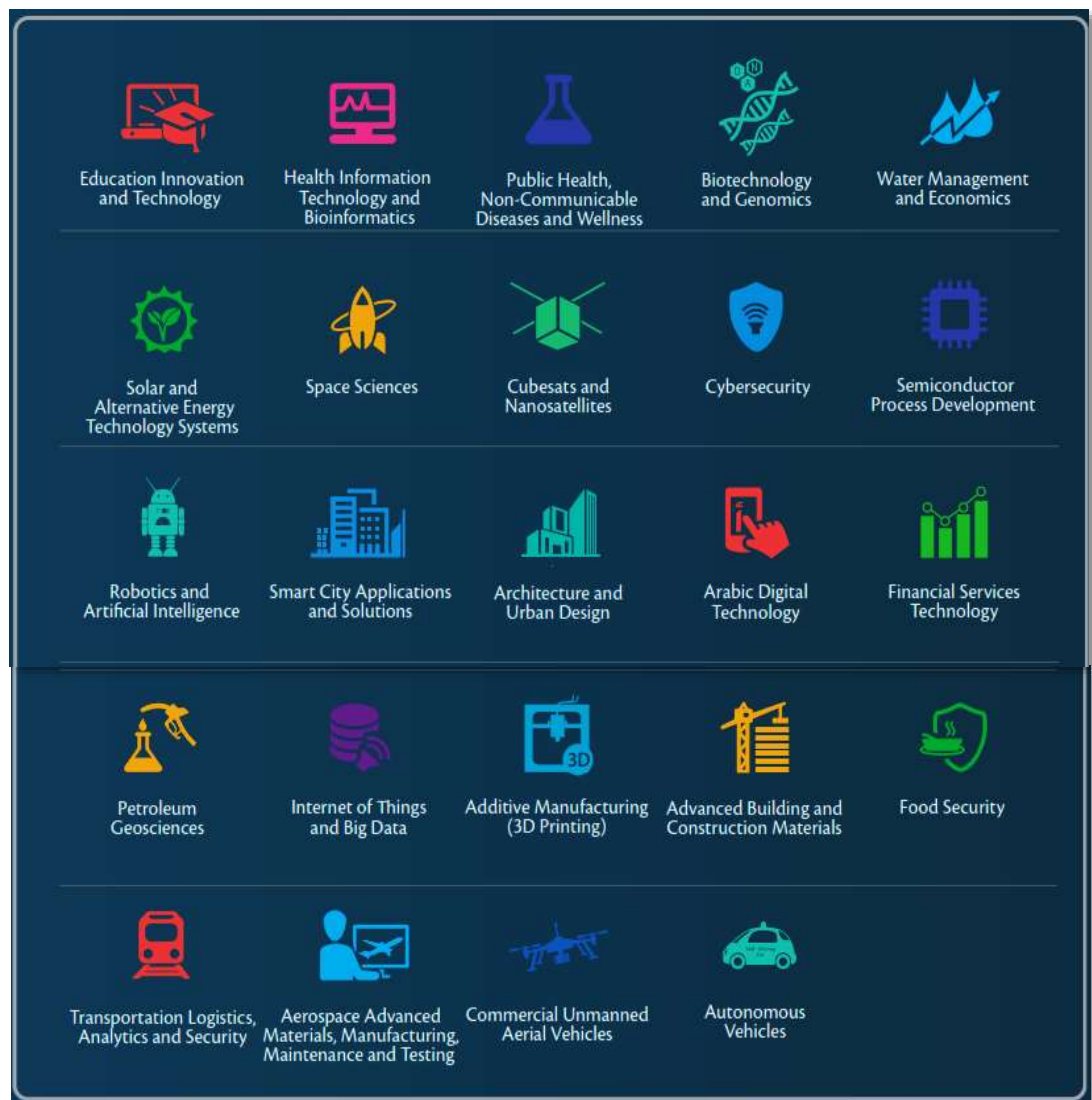 Education Innovation
and Technology
Health Information
Technology and
Bioinformatics
Public Health,
Non-Communicable
Diseases and Wellness
D
N
A
Biotechnology
and Genomics
Water Management
and Economics
Solar and
Alternative Energy
Technology Systems
Space Sciences
Cubesats and
Nanosatellites
Cybersecurity
Semiconductor
Process Development
Robotics and
Artificial Intelligence
Smart City Applications
and Solutions
Architecture and
Urban Design
Arabic Digital
Technology
Financial Services
Technology
Petroleum
Geosciences
Internet of Things
and Big Data
3D
Additive Manufacturing
(3D Printing)
Advanced Building and
Construction Materials
Food Security
Transportation Logistics,
Analytics and Security
Aerospace Advanced
Materials, Manufacturing,
Maintenance and Testing
Commercial Unmanned
Aerial Vehicles
Autonomous
Vehicles